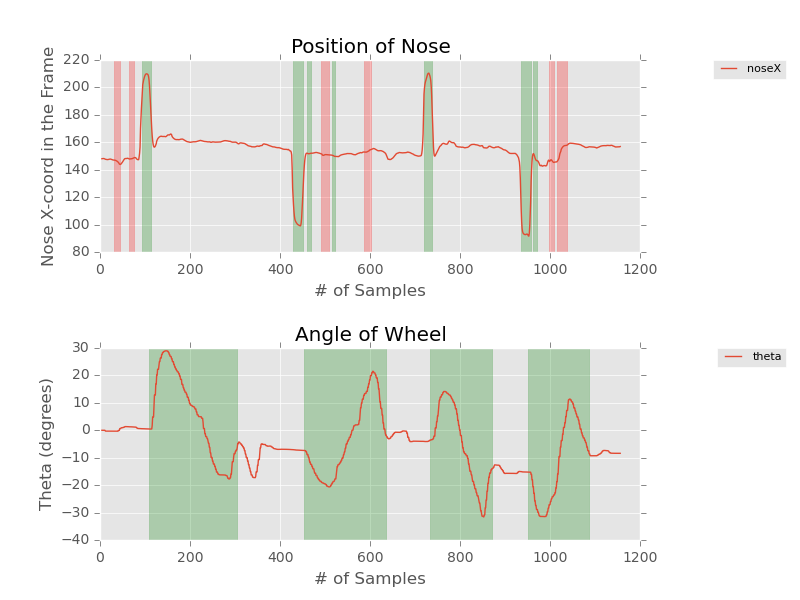 Position of Nose
Nose X-coord in the Frame
220
200
180
160
140
120
100
80
0 200 400 600 800 1000 1200
# of Samples
noseX
Angle of Wheel
Theta (degrees)
30
20
10
0
−10
−20
−30
−40
0 200 400 600 800 1000 1200
# of Samples
theta